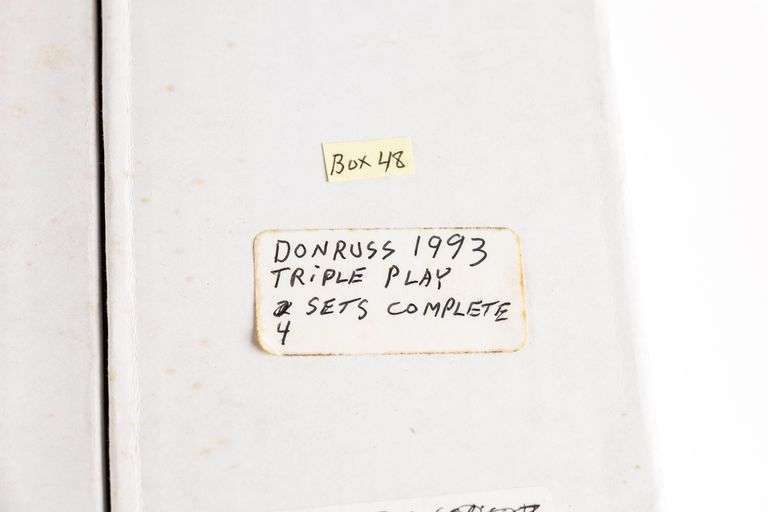 Box 48
DONRUSS 1993
TRiPLE PLAY
SETS COMPLETE
4